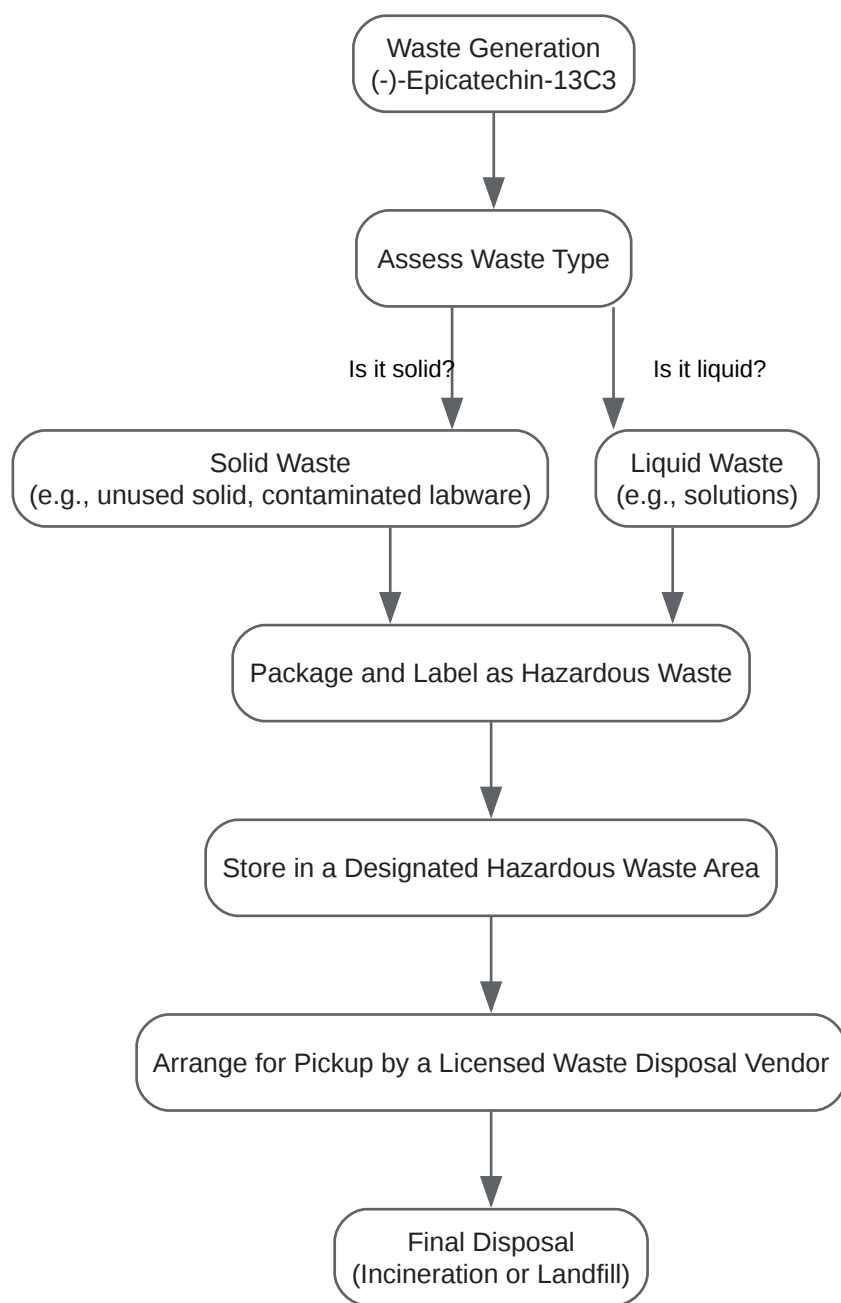 Waste Generation
(-)-Epicatechin-13C3
Assess Waste Type
Is it solid?
Is it liquid?
Solid Waste
(e.g., unused solid, contaminated labware)
Liquid Waste
(e.g., solutions)
Package and Label as Hazardous Waste
Store in a Designated Hazardous Waste Area
Arrange for Pickup by a Licensed Waste Disposal Vendor
Final Disposal
(Incineration or Landfill)